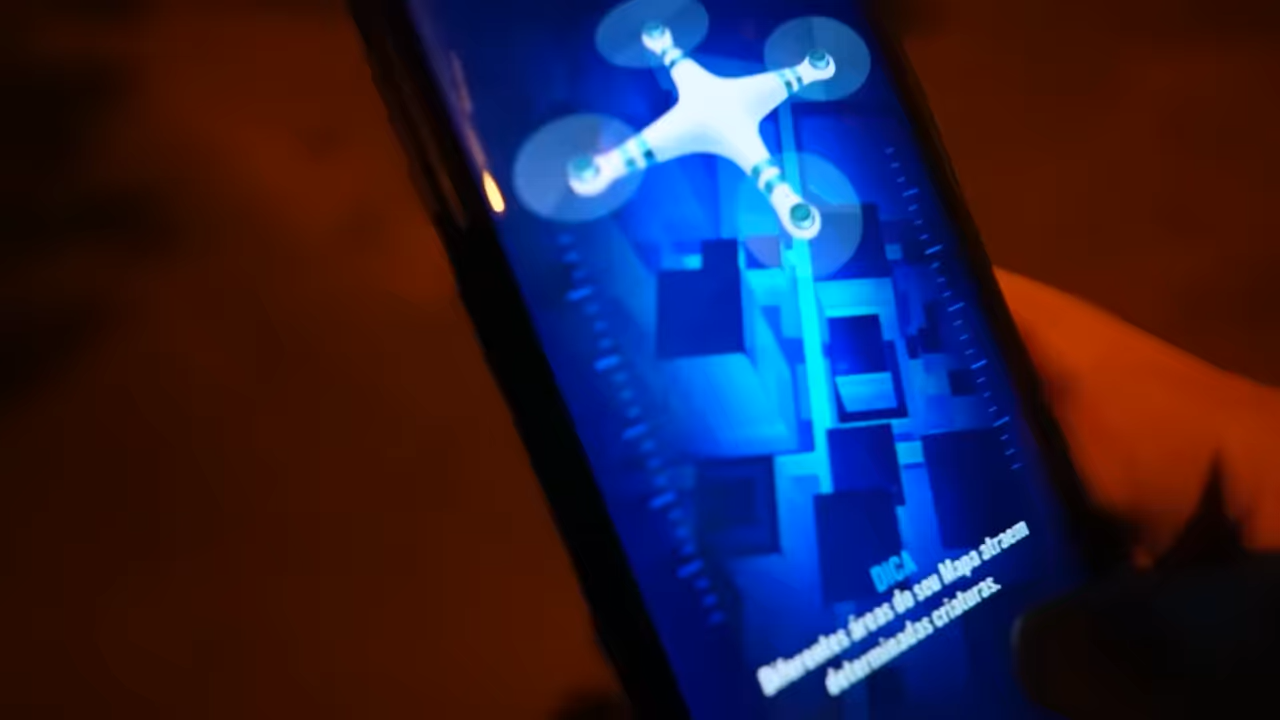 DICA
Diferentes áreas do seu Mapa atraem
determinadas criaturas.